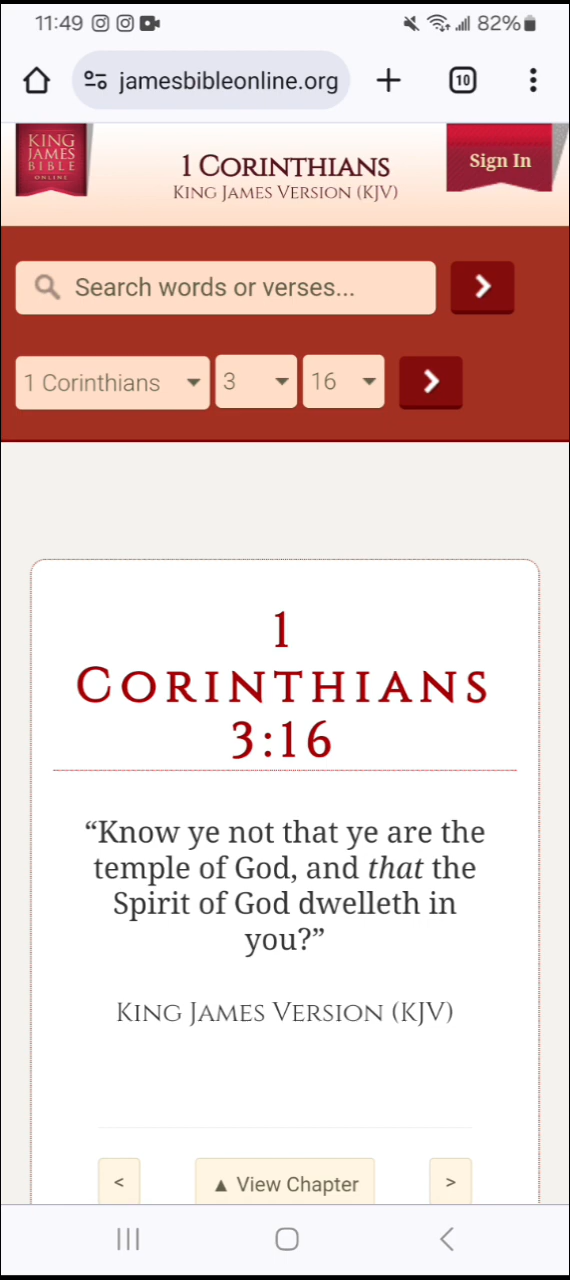 11:49 82%
jamesbibleonline.org 10
KING
JAMES
BIBLE
ONLINE
1 CORINTHIANS
KING JAMES VERSION (KJV)
Sign In
Search words or verses...
1 Corinthians 3 16
1
CORINTHIANS
3:16
“Know ye not that ye are the
temple of God, and that the
Spirit of God dwelleth in
you?”
KING JAMES VERSION (KJV)
< ▲ View Chapter >